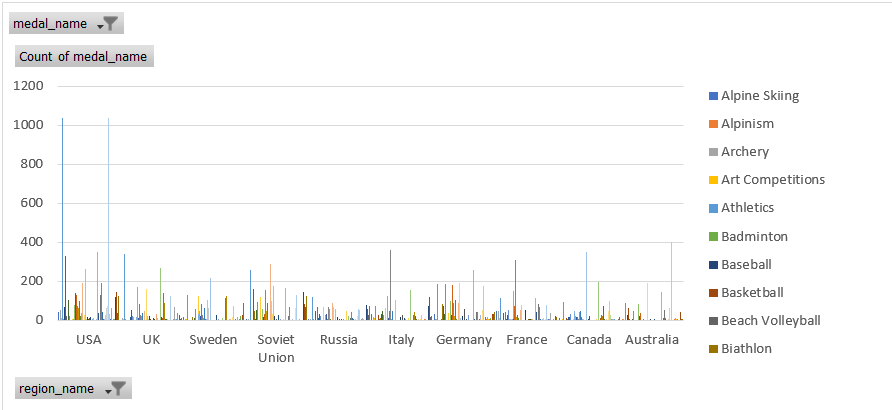 medal_name
Count of medal_name
1200
1000
800
600
400
200
0
USA
UK
Sweden
Soviet
Union
Russia
Italy
Germany
France
Canada
Australia
Alpine Skiing
Alpinism
Archery
Art Competitions
Athletics
Badminton
Baseball
Basketball
Beach Volleyball
Biathlon
region_name